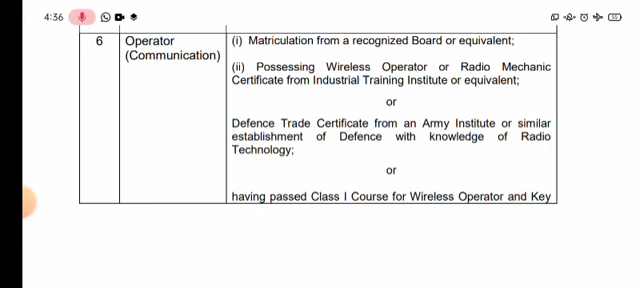 4:36
6 Operator (i) Matriculation from a recognized Board or equivalent;
(Communication)
(ii) Possessing Wireless Operator or Radio Mechanic
Certificate from Industrial Training Institute or equivalent;
or
Defence Trade Certificate from an Army Institute or similar
establishment of Defence with knowledge of Radio
Technology;
or
having passed Class I Course for Wireless Operator and Key